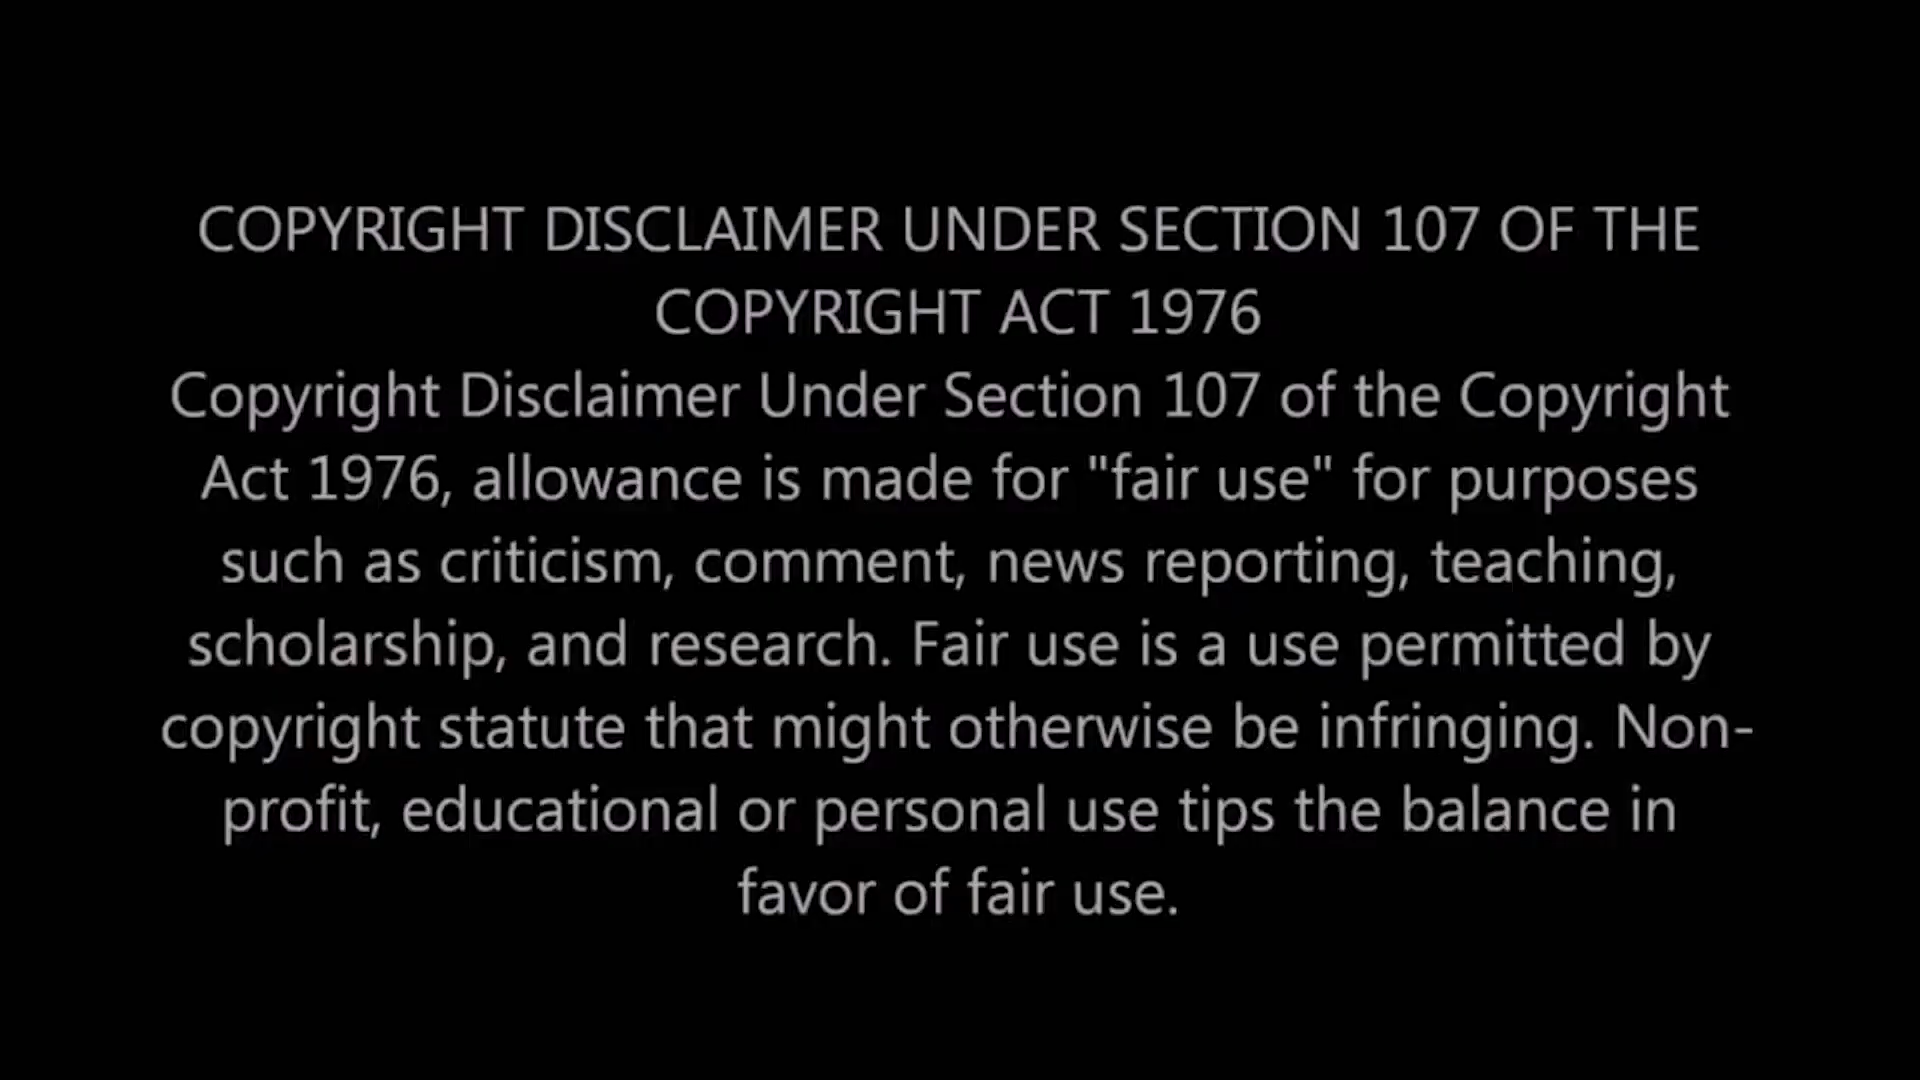 COPYRIGHT DISCLAIMER UNDER SECTION 107 OF THE
COPYRIGHT ACT 1976
Copyright Disclaimer Under Section 107 of the Copyright
Act 1976, allowance is made for "fair use" for purposes
such as criticism, comment, news reporting, teaching,
scholarship, and research. Fair use is a use permitted by
copyright statute that might otherwise be infringing. Non-
profit, educational or personal use tips the balance in
favor of fair use.